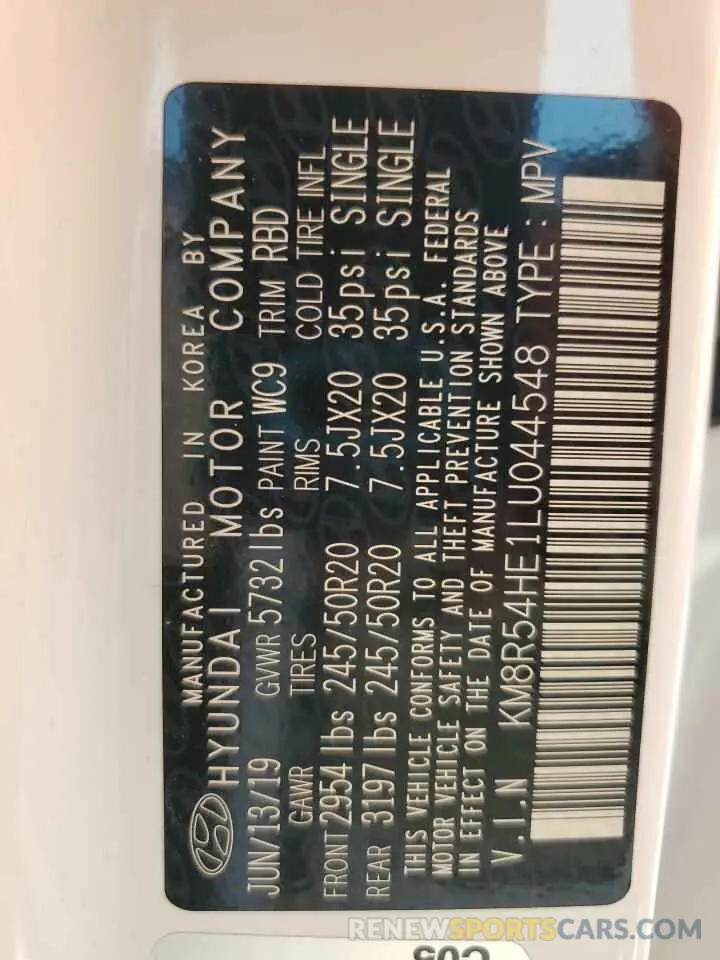 MANUFACTURED IN KOREA BY
HYUNDAI MOTOR COMPANY
JUN/13/19 GVWR 5732lbs PAINT WC9 TRIM RBD
GAWR TIRES RIMS COLD TIRE INFL
FRONT 2954lbs 245/50R20 7.5JX20 35psi SINGLE
REAR 3197lbs 245/50R20 7.5JX20 35psi SINGLE
THIS VEHICLE CONFORMS TO ALL APPLICABLE U.S.A. FEDERAL
MOTOR VEHICLE SAFETY AND THEFT PREVENTION STANDARDS
IN EFFECT ON THE DATE OF MANUFACTURE SHOWN ABOVE
V.I.N KM8R54HE1LU044548 TYPE : MPV
RENEWSPORTSCARS.COM